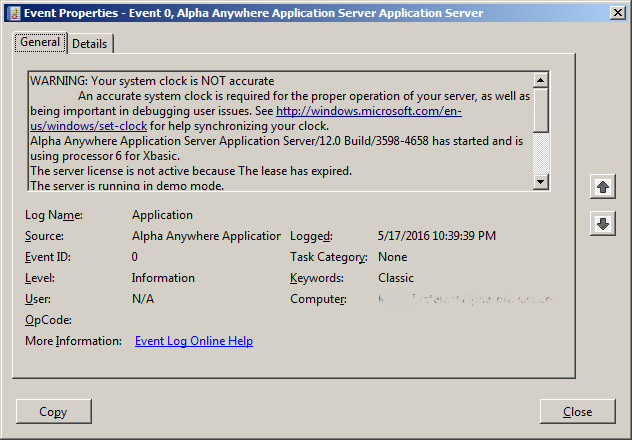 Event Properties - Event 0, Alpha Anywhere Application Server Application Server
General Details
WARNING: Your system clock is NOT accurate
An accurate system clock is required for the proper operation of your server, as well as
being important in debugging user issues. See http://windows.microsoft.com/en-
us/windows/set-clock for help synchronizing your clock.
Alpha Anywhere Application Server Application Server/12.0 Build/3598-4658 has started and is
using processor 6 for Xbasic.
The server license is not active because The lease has expired.
The server is running in demo mode.
Log Name: Application
Source: Alpha Anywhere Application Logged: 5/17/2016 10:39:39 PM
Event ID: 0 Task Category: None
Level: Information Keywords: Classic
User: N/A Computer:
OpCode:
More Information: Event Log Online Help
Copy Close